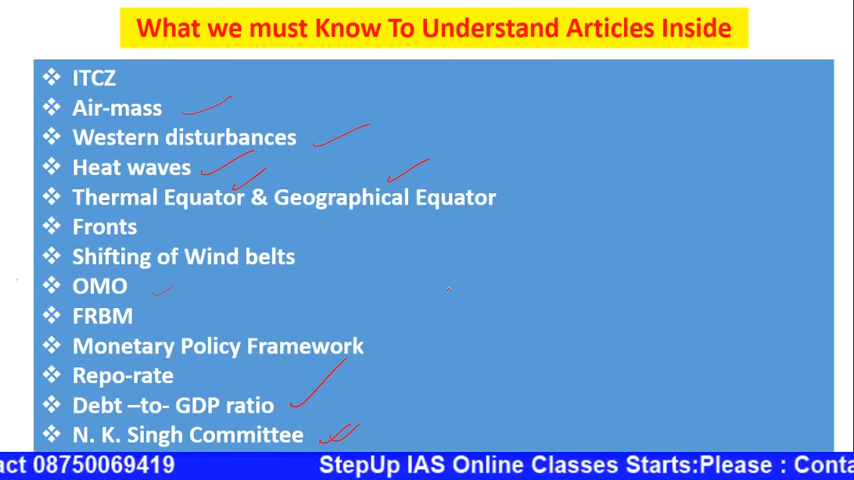 What we must Know To Understand Articles Inside
❖ ITCZ
❖ Air-mass
❖ Western disturbances
❖ Heat waves
❖ Thermal Equator & Geographical Equator
❖ Fronts
❖ Shifting of Wind belts
❖ OMO
❖ FRBM
❖ Monetary Policy Framework
❖ Repo-rate
❖ Debt –to- GDP ratio
❖ N. K. Singh Committee
act 08750069419 StepUp IAS Online Classes Starts:Please : Conta